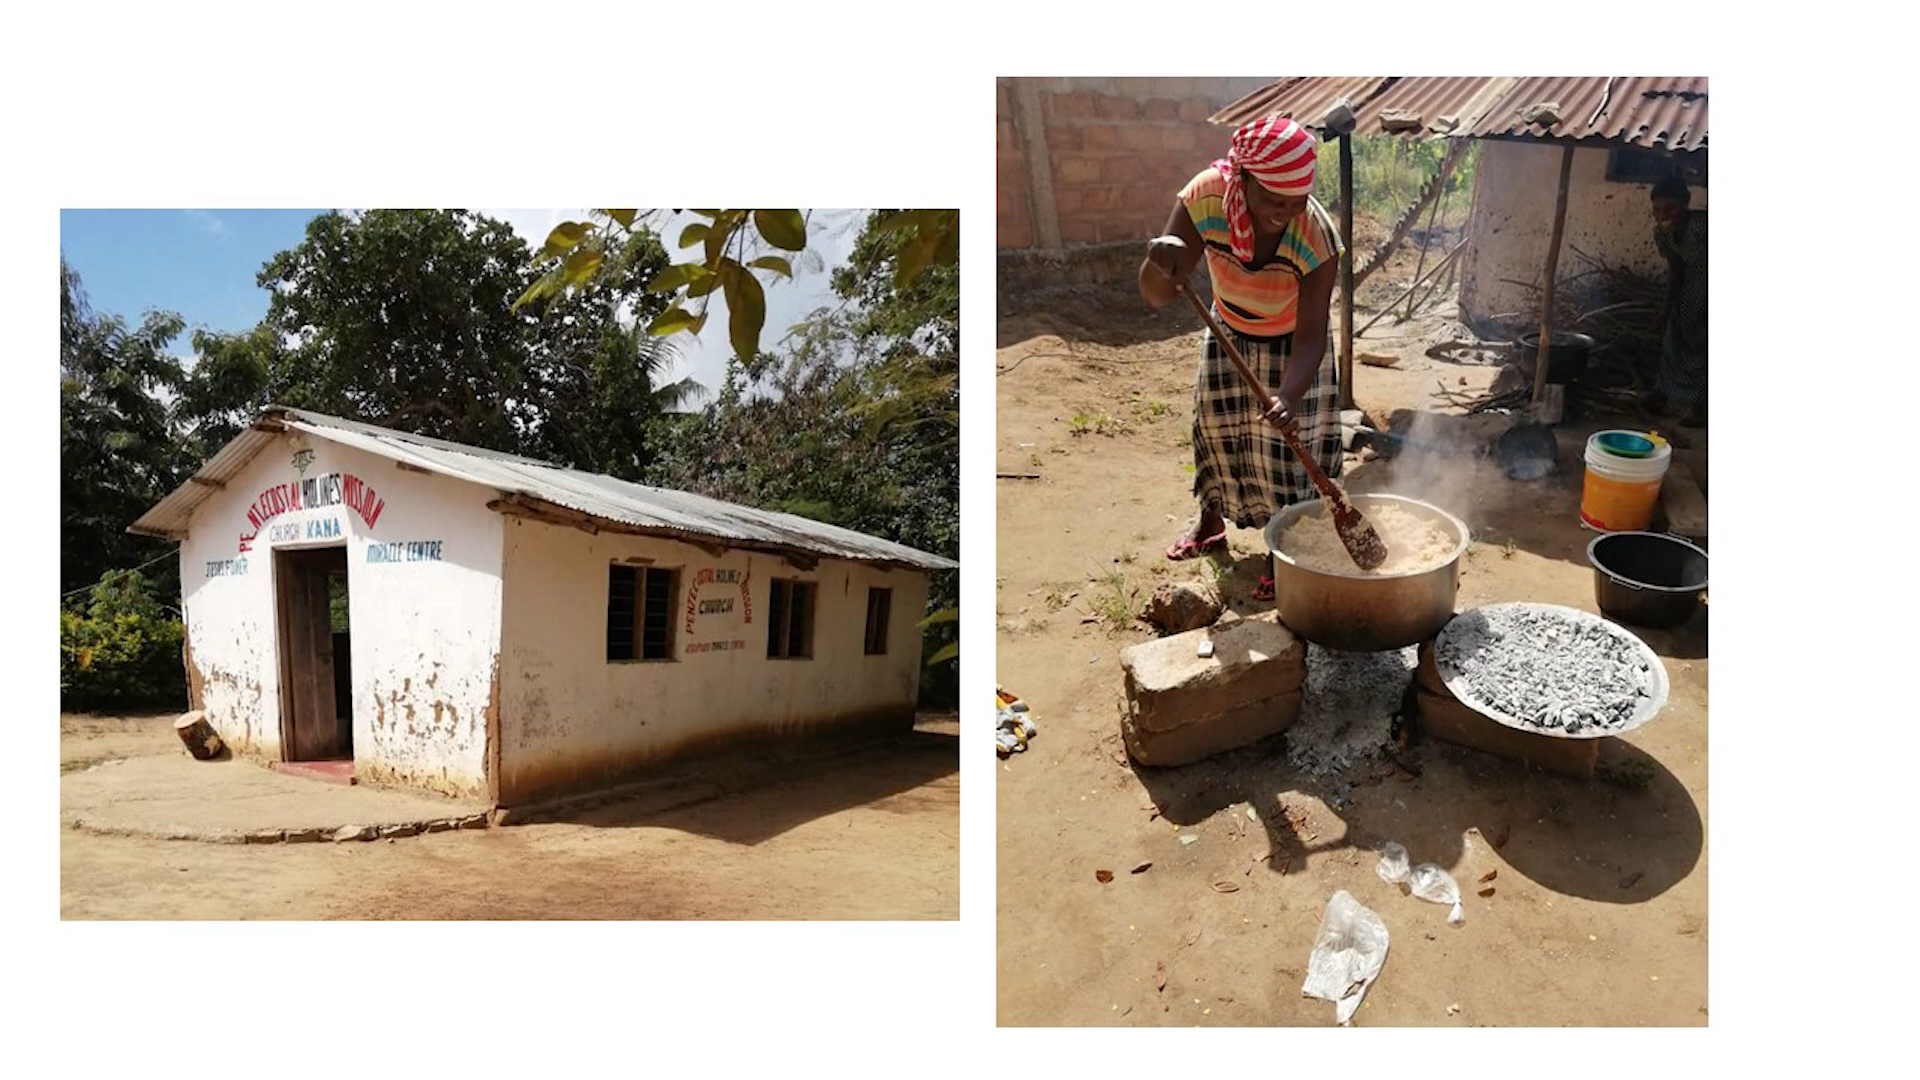 PENTECOSTAL HOLINES MISSION
CHURCH KANA
MIRACLE CENTRE
PENTECOSTAL HOLINES MISSION
CHURCH